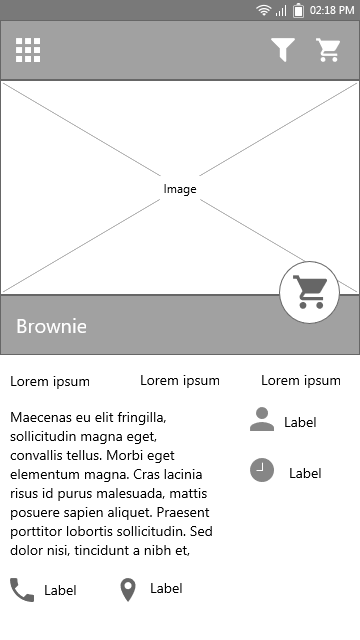 02:18 PM
Image
Brownie
Lorem ipsum
Lorem ipsum
Lorem ipsum
Maecenas eu elit fringilla,
sollicitudin magna eget,
convallis tellus. Morbi eget
elementum magna. Cras lacinia
risus id purus malesuada, mattis
posuere sapien aliquet. Praesent
porttitor lobortis sollicitudin. Sed
dolor nisi, tincidunt a nibh et,
Label
Label
Label
Label